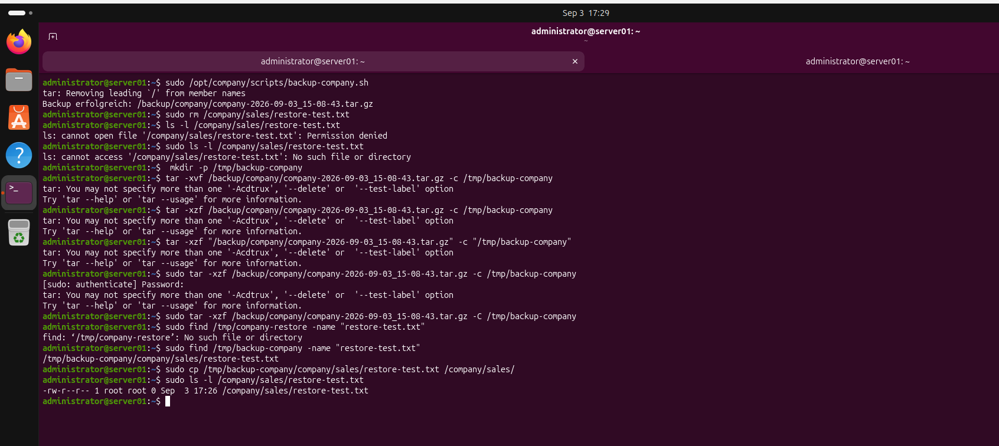 Sep 3 17:29
administrator@server01: ~
~
administrator@server01: ~
administrator@server01: ~
administrator@server01:~$ sudo /opt/company/scripts/backup-company.sh
tar: Removing leading `/' from member names
Backup erfolgreich: /backup/company/company-2026-09-03_15-08-43.tar.gz
administrator@server01:~$ sudo rm /company/sales/restore-test.txt
administrator@server01:~$ ls -l /company/sales/restore-test.txt
ls: cannot open file '/company/sales/restore-test.txt': Permission denied
administrator@server01:~$ sudo ls -l /company/sales/restore-test.txt
ls: cannot access '/company/sales/restore-test.txt': No such file or directory
administrator@server01:~$  mkdir -p /tmp/backup-company
administrator@server01:~$ tar -xvf /backup/company/company-2026-09-03_15-08-43.tar.gz -c /tmp/backup-company
tar: You may not specify more than one '-Acdtrux', '--delete' or  '--test-label' option
Try 'tar --help' or 'tar --usage' for more information.
administrator@server01:~$ tar -xzf /backup/company/company-2026-09-03_15-08-43.tar.gz -c /tmp/backup-company
tar: You may not specify more than one '-Acdtrux', '--delete' or  '--test-label' option
Try 'tar --help' or 'tar --usage' for more information.
administrator@server01:~$ tar -xzf "/backup/company/company-2026-09-03_15-08-43.tar.gz" -c "/tmp/backup-company"
tar: You may not specify more than one '-Acdtrux', '--delete' or  '--test-label' option
Try 'tar --help' or 'tar --usage' for more information.
administrator@server01:~$ sudo tar -xzf /backup/company/company-2026-09-03_15-08-43.tar.gz -c /tmp/backup-company
[sudo: authenticate] Password:
tar: You may not specify more than one '-Acdtrux', '--delete' or  '--test-label' option
Try 'tar --help' or 'tar --usage' for more information.
administrator@server01:~$ sudo tar -xzf /backup/company/company-2026-09-03_15-08-43.tar.gz -C /tmp/backup-company
administrator@server01:~$ sudo find /tmp/company-restore -name "restore-test.txt"
find: ‘/tmp/company-restore’: No such file or directory
administrator@server01:~$ sudo find /tmp/backup-company -name "restore-test.txt"
/tmp/backup-company/company/sales/restore-test.txt
administrator@server01:~$ sudo cp /tmp/backup-company/company/sales/restore-test.txt /company/sales/
administrator@server01:~$ sudo ls -l /company/sales/restore-test.txt
-rw-r--r-- 1 root root 0 Sep  3 17:26 /company/sales/restore-test.txt
administrator@server01:~$